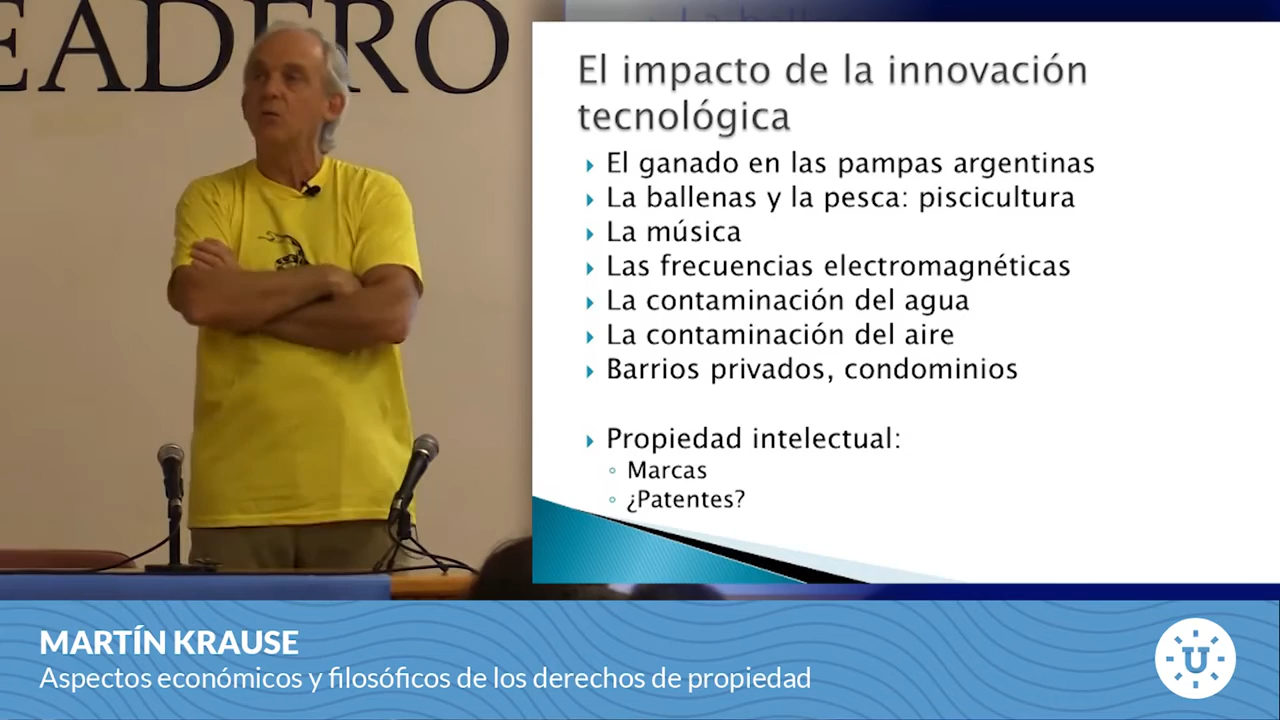 EADERO
El impacto de la innovación
tecnológica
El ganado en las pampas argentinas
La ballenas y la pesca: piscicultura
La música
Las frecuencias electromagnéticas
La contaminación del agua
La contaminación del aire
Barrios privados, condominios
Propiedad intelectual:
Marcas
¿Patentes?
MARTÍN KRAUSE
Aspectos económicos y filosóficos de los derechos de propiedad
U